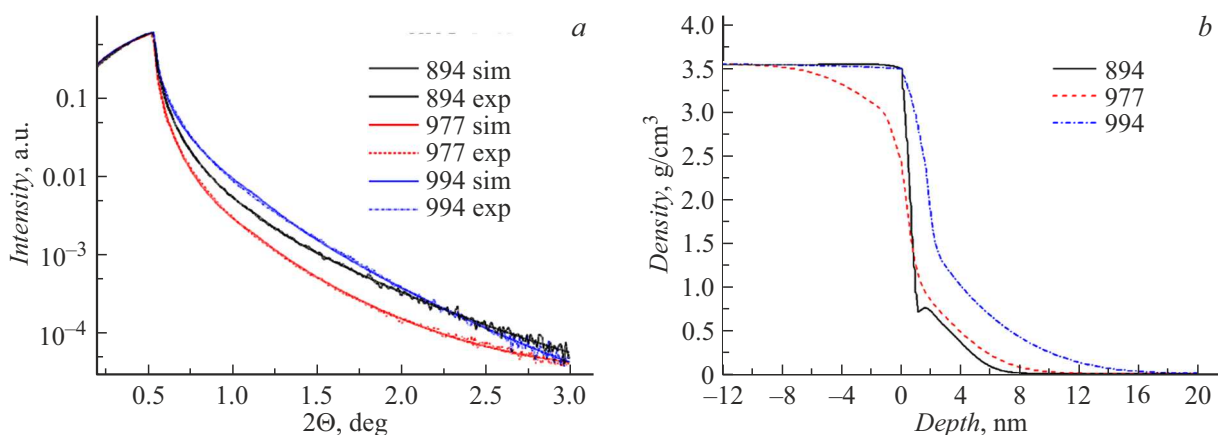 a
894 sim
894 exp
977 sim
977 exp
994 sim
994 exp
Intensity, a.u.
0.1
0.01
10⁻³
10⁻⁴
0.5 1.0 1.5 2.0 2.5 3.0
2Θ, deg
b
894
977
994
Density, g/cm³
4.0
3.5
3.0
2.5
2.0
1.5
1.0
0.5
0
–12 –8 –4 0 4 8 12 16 20
Depth, nm